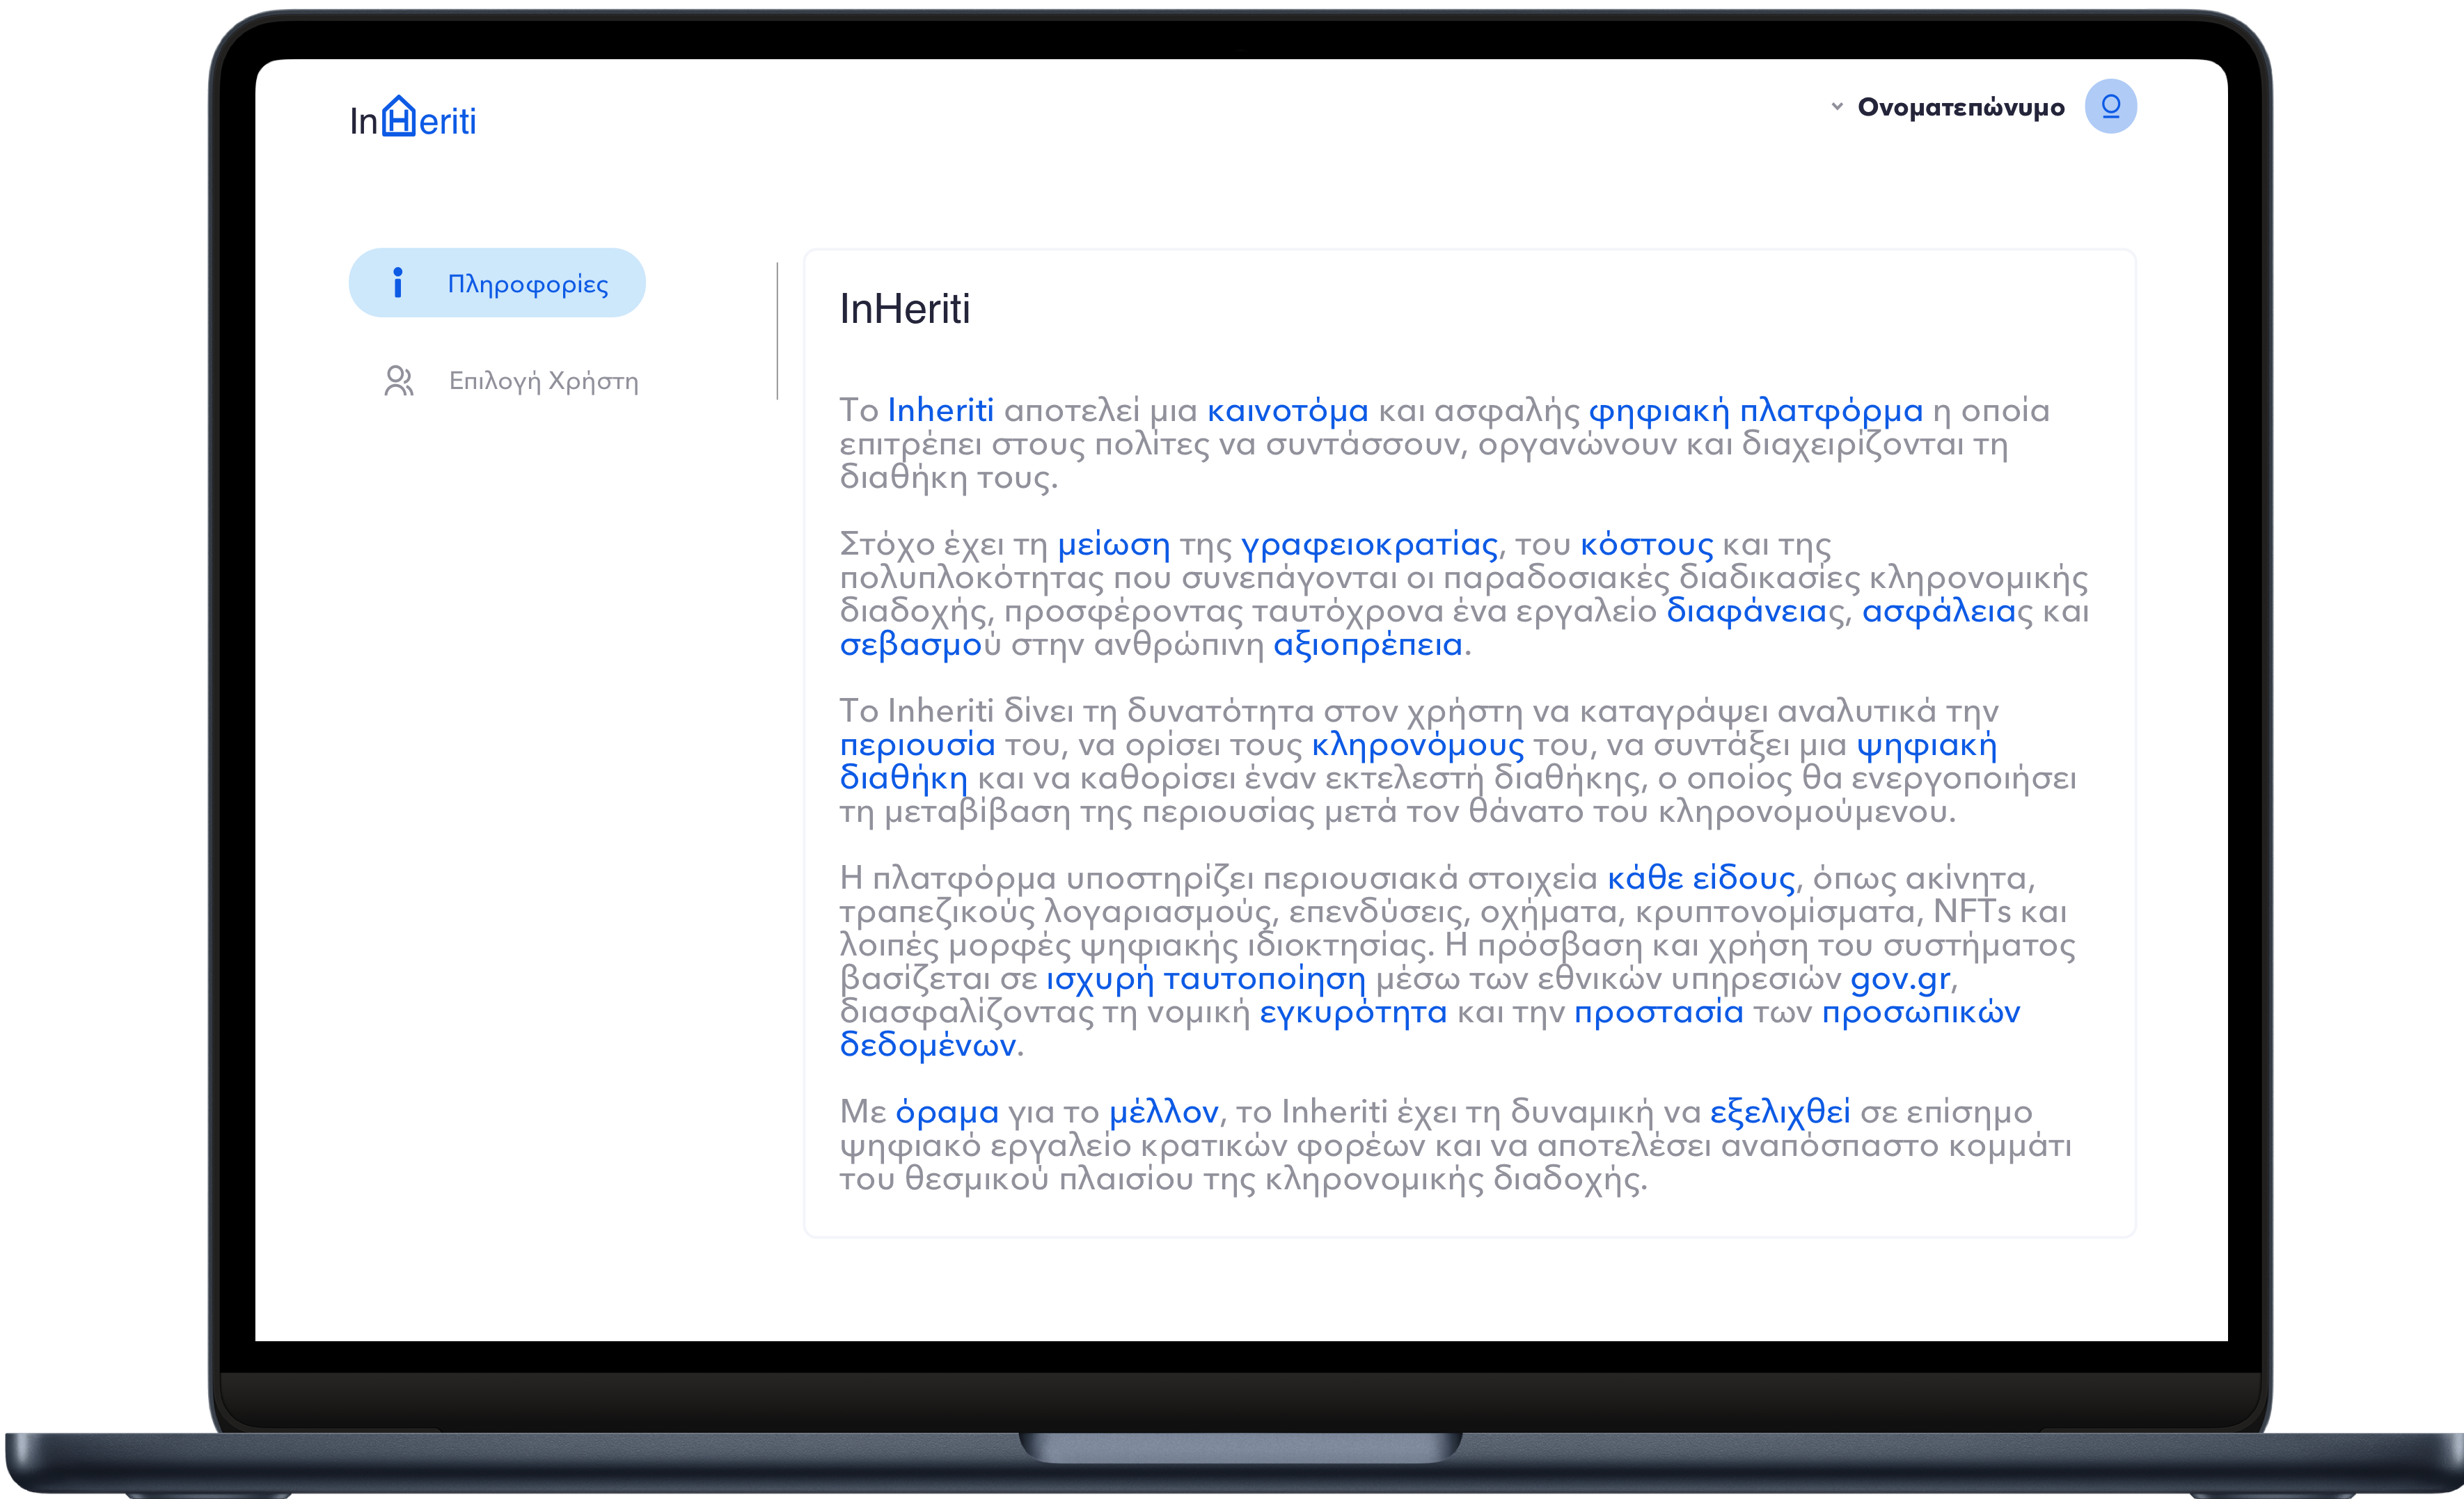 InHeriti
Ονοματεπώνυμο
Πληροφορίες
Επιλογή Χρήστη
InHeriti
Το Inheriti αποτελεί μια καινοτόμα και ασφαλής φηφιακή πλατφόρμα η οποία
επιτρέπει στους πολίτες να συντάσσουν, οργανώνουν και διαχειρίζονται τη
διαθήκη τους.
Στόχο έχει τη μείωση της γραφειοκρατίας, του κόστους και της
πολυπλοκότητας που συνεπάγονται οι παραδοσιακές διαδικασίες κληρονομικής
διαδοχής, προσφέροντας ταυτόχρονα ένα εργαλείο διαφάνειας, ασφάλειας και
σεβασμού στην ανθρώπινη αξιοπρέπεια.
Το Inheriti δίνει τη δυνατότητα στον χρήστη να καταγράψει αναλυτικά την
περιουσία του, να ορίσει τους κληρονόμους του, να συντάξει μια ψηφιακή
διαθήκη και να καθορίσει έναν εκτελεστή διαθήκης, ο οποίος θα ενεργοποιήσει
τη μεταβίβαση της περιουσίας μετά τον θάνατο του κληρονομούμενου.
Η πλατφόρμα υποστηρίζει περιουσιακά στοιχεία κάθε είδους, όπως ακίνητα,
τραπεζικούς λογαριασμούς, επενδύσεις, οχήματα, κρυπτονομίσματα, NFTs και
λοιπές μορφές ψηφιακής ιδιοκτησίας. Η πρόσβαση και χρήση του συστήματος
βασίζεται σε ισχυρή ταυτοποίηση μέσω των εθνικών υπηρεσιών gov.gr,
διασφαλίζοντας τη νομική εγκυρότητα και την προστασία των προσωπικών
δεδομένων.
Με όραμα για το μέλλον, το Inheriti έχει τη δυναμική να εξελιχθεί σε επίσημο
ψηφιακό εργαλείο κρατικών φορέων και να αποτελέσει αναπόσπαστο κομμάτι
του θεσμικού πλαισίου της κληρονομικής διαδοχής.